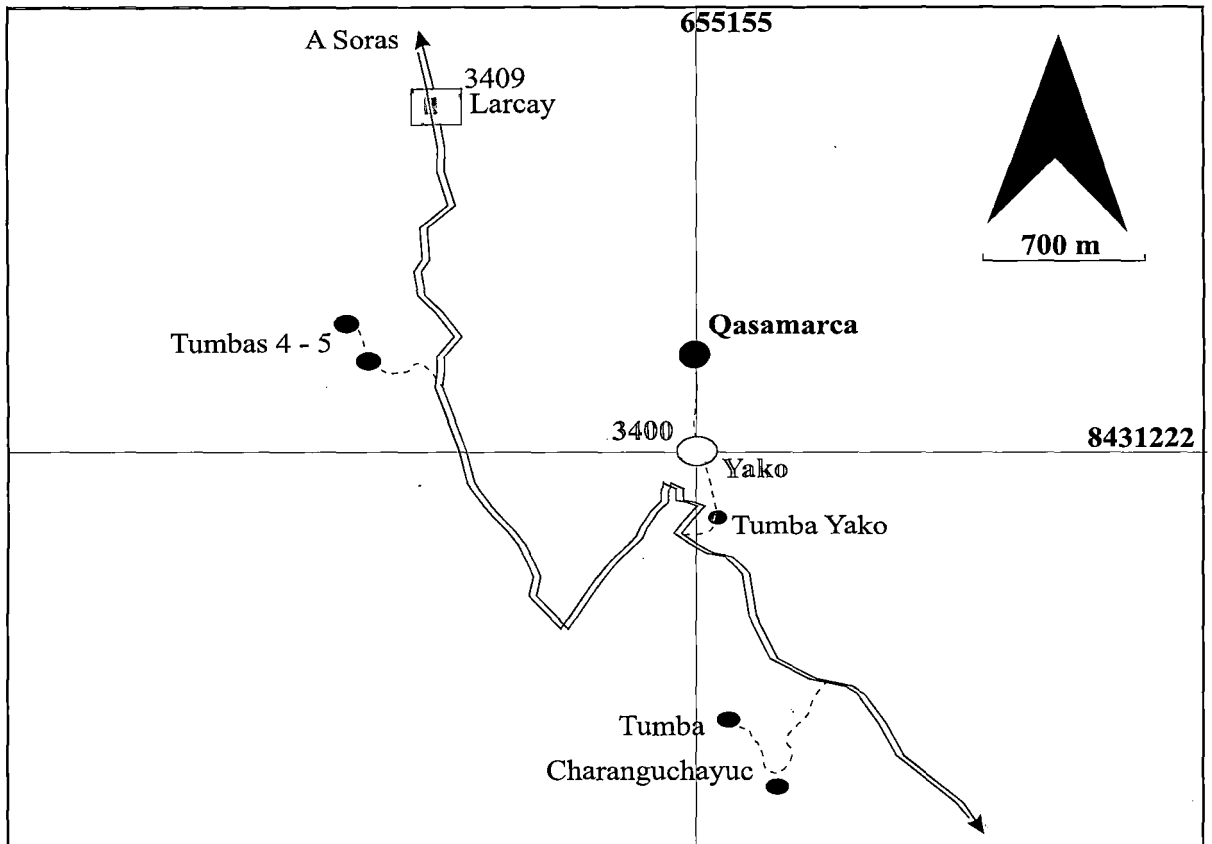 655155
A Soras
3409
Larcay
700 m
Qasamarca
Tumbas 4 - 5
3400
8431222
Yako
Tumba Yako
Tumba
Charanguchayuc